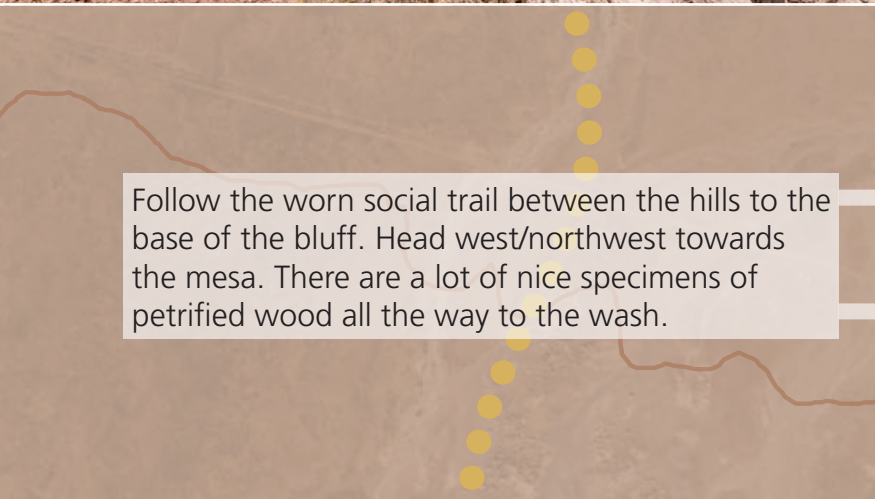 Follow the worn social trail between the hills to the
base of the bluff. Head west/northwest towards
the mesa. There are a lot of nice specimens of
petrified wood all the way to the wash.